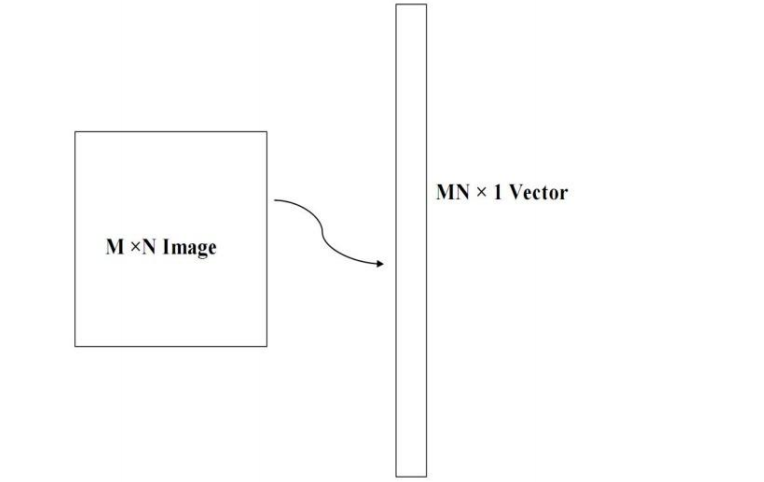 M ×N Image
MN × 1 Vector